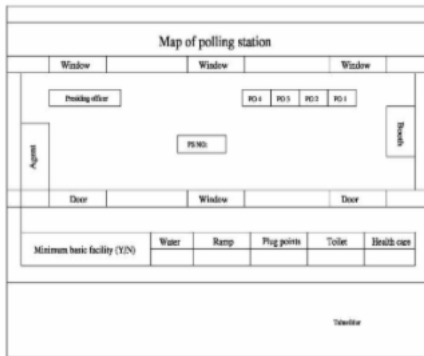 Map of polling station
Window Window Window
Presiding officer PO 4 PO 3 PO 2 PO 1
Agent
Booth
PS NO:
Door Window Door
Minimum basic facility (Y/N) Water Ramp Plug points Toilet Health care
Tahsildar